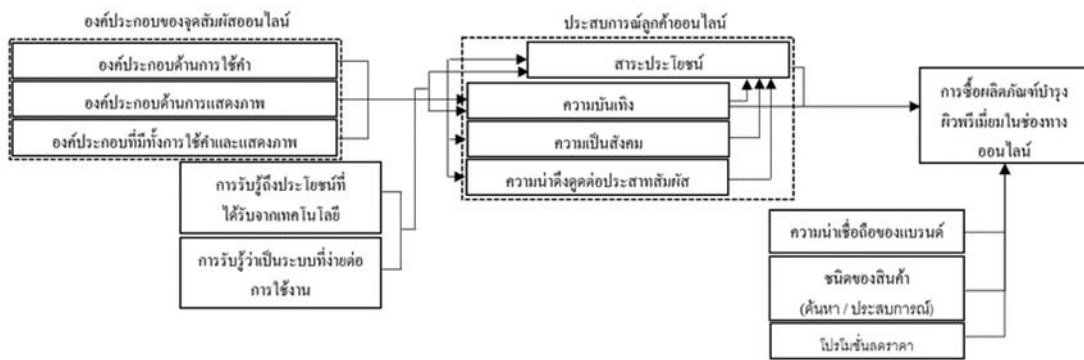 องค์ประกอบของจุดสัมผัสออนไลน์
องค์ประกอบด้านการใช้คำ
องค์ประกอบด้านการแสดงภาพ
องค์ประกอบที่มีทั้งการใช้คำและแสดงภาพ
การรับรู้ถึงประโยชน์ที่
ได้รับจากเทคโนโลยี
การรับรู้ว่าเป็นระบบที่ง่ายต่อ
การใช้งาน
ประสบการณ์ลูกค้าออนไลน์
สาระประโยชน์
ความบันเทิง
ความเป็นสังคม
ความน่าดึงดูดต่อประสาทสัมผัส
การซื้อผลิตภัณฑ์บำรุง
ผิวพรีเมี่ยมในช่องทาง
ออนไลน์
ความน่าเชื่อถือของแบรนด์
ชนิดของสินค้า
(ค้นหา / ประสบการณ์)
โปรโมชั่นลดราคา